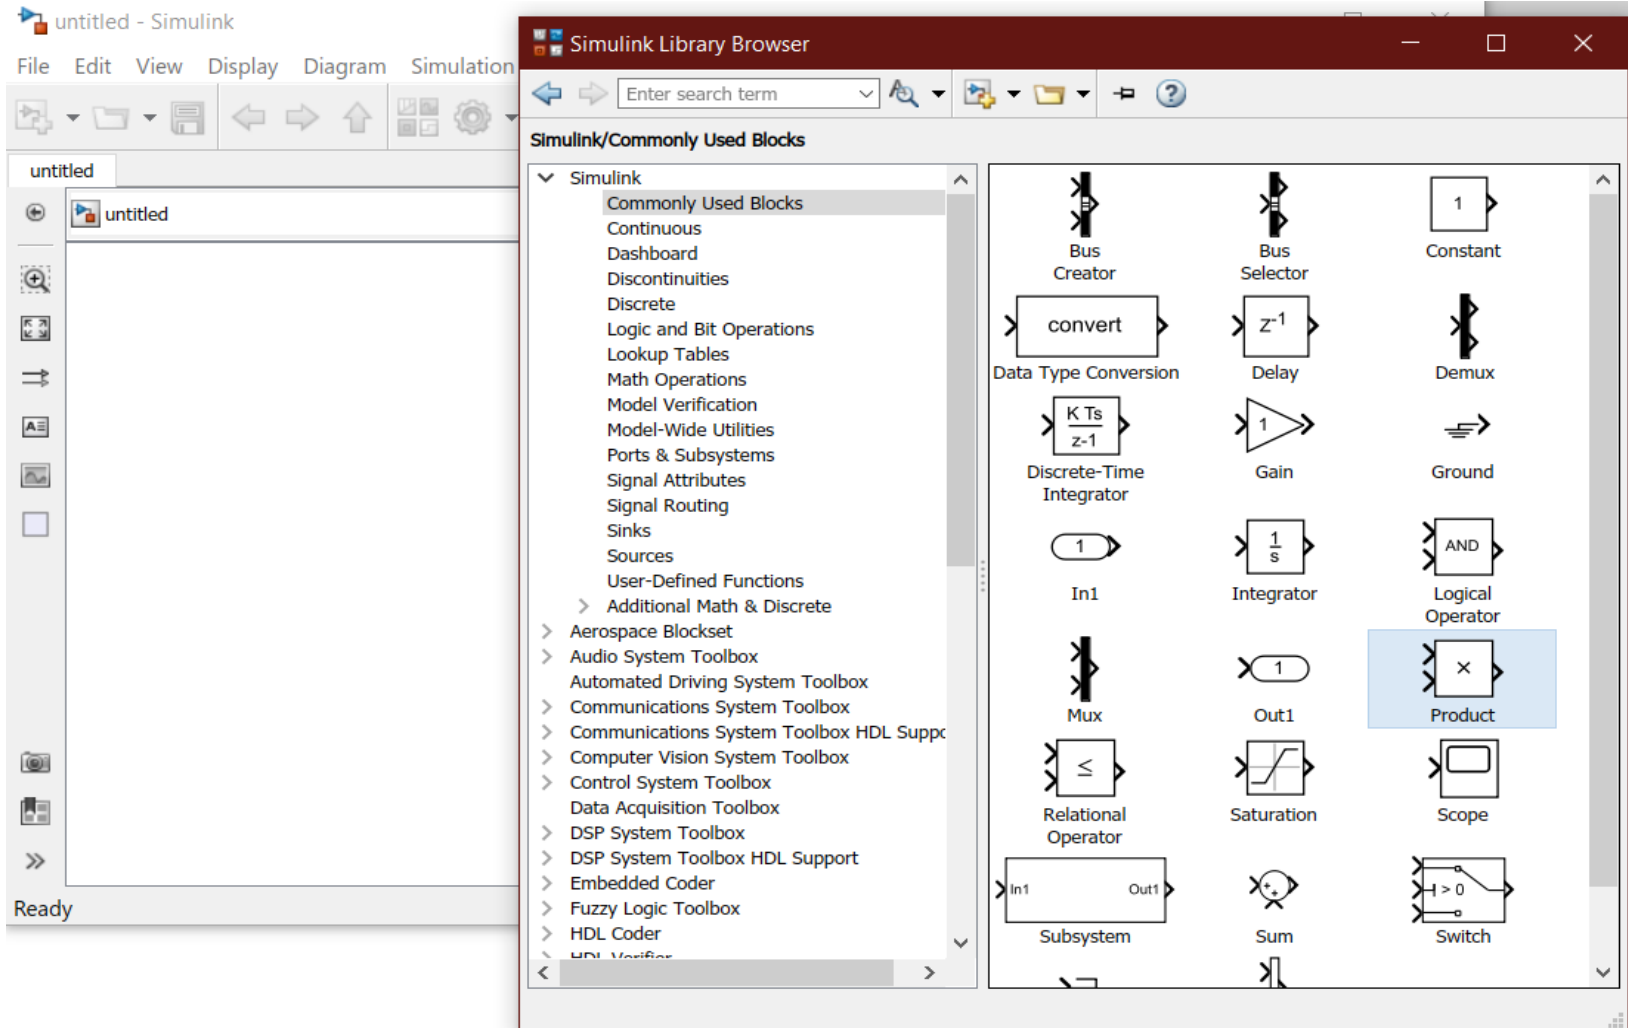 untitled - Simulink
File Edit View Display Diagram Simulation
untitled
untitled
Ready
Simulink Library Browser
Enter search term
Simulink/Commonly Used Blocks
Simulink
Commonly Used Blocks
Continuous
Dashboard
Discontinuities
Discrete
Logic and Bit Operations
Lookup Tables
Math Operations
Model Verification
Model-Wide Utilities
Ports & Subsystems
Signal Attributes
Signal Routing
Sinks
Sources
User-Defined Functions
Additional Math & Discrete
Aerospace Blockset
Audio System Toolbox
Automated Driving System Toolbox
Communications System Toolbox
Communications System Toolbox HDL Suppo
Computer Vision System Toolbox
Control System Toolbox
Data Acquisition Toolbox
DSP System Toolbox
DSP System Toolbox HDL Support
Embedded Coder
Fuzzy Logic Toolbox
HDL Coder
HDL Verifier
Bus
Creator
Bus
Selector
1
Constant
convert
Data Type Conversion
z-1
Delay
Demux
K Ts
z-1
Discrete-Time
Integrator
1
Gain
Ground
1
In1
1
s
Integrator
AND
Logical
Operator
Mux
1
Out1
×
Product
≤
Relational
Operator
Saturation
Scope
In1 Out1
Subsystem
+
+
Sum
> 0
Switch